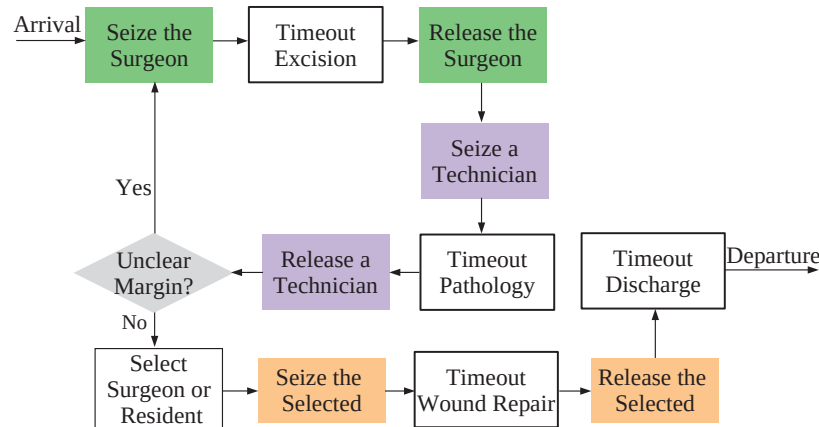 Arrival
Seize the
Surgeon
Timeout
Excision
Release the
Surgeon
Seize a
Technician
Yes
Unclear
Margin?
Release a
Technician
Timeout
Pathology
Timeout
Discharge
Departure
No
Select
Surgeon or
Resident
Seize the
Selected
Timeout
Wound Repair
Release the
Selected